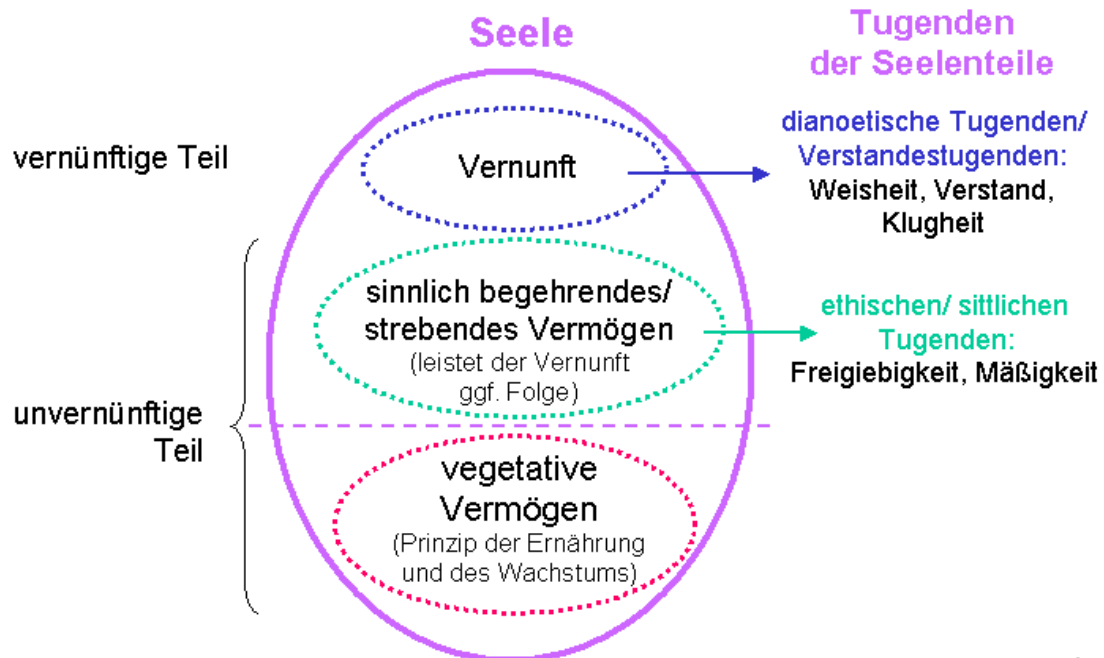 Seele
Tugenden
der Seelenteile
vernünftige Teil
Vernunft
dianoetische Tugenden/
Verstandestugenden:
Weisheit, Verstand,
Klugheit
sinnlich begehrendes/
strebendes Vermögen
(leistet der Vernunft
ggf. Folge)
ethischen/ sittlichen
Tugenden:
Freigiebigkeit, Mäßigkeit
unvernünftige
Teil
vegetative
Vermögen
(Prinzip der Ernährung
und des Wachstums)